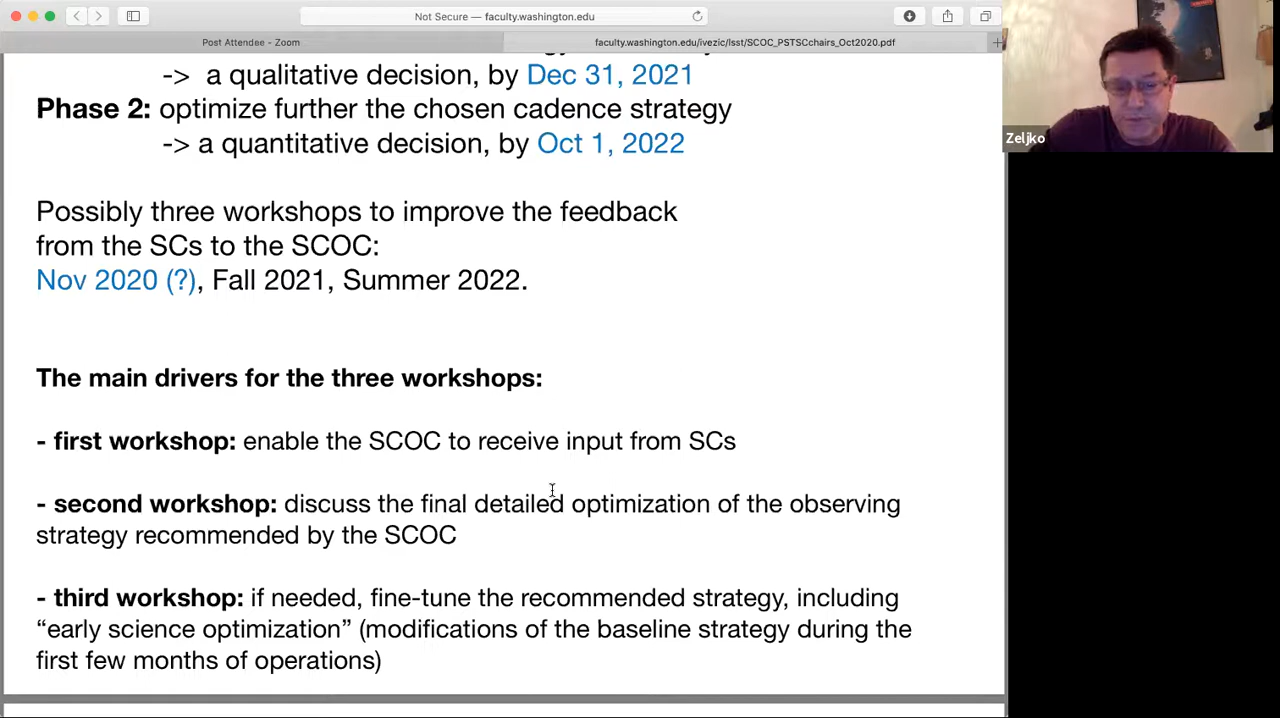 Not Secure — faculty.washington.edu
Post Attendee - Zoom
faculty.washington.edu/ivezic/lsst/SCOC_PSTSCchairs_Oct2020.pdf
-> a qualitative decision, by Dec 31, 2021
Phase 2: optimize further the chosen cadence strategy
-> a quantitative decision, by Oct 1, 2022
Possibly three workshops to improve the feedback
from the SCs to the SCOC:
Nov 2020 (?), Fall 2021, Summer 2022.
The main drivers for the three workshops:
- first workshop: enable the SCOC to receive input from SCs
- second workshop: discuss the final detailed optimization of the observing
strategy recommended by the SCOC
- third workshop: if needed, fine-tune the recommended strategy, including
“early science optimization” (modifications of the baseline strategy during the
first few months of operations)
Zeljko